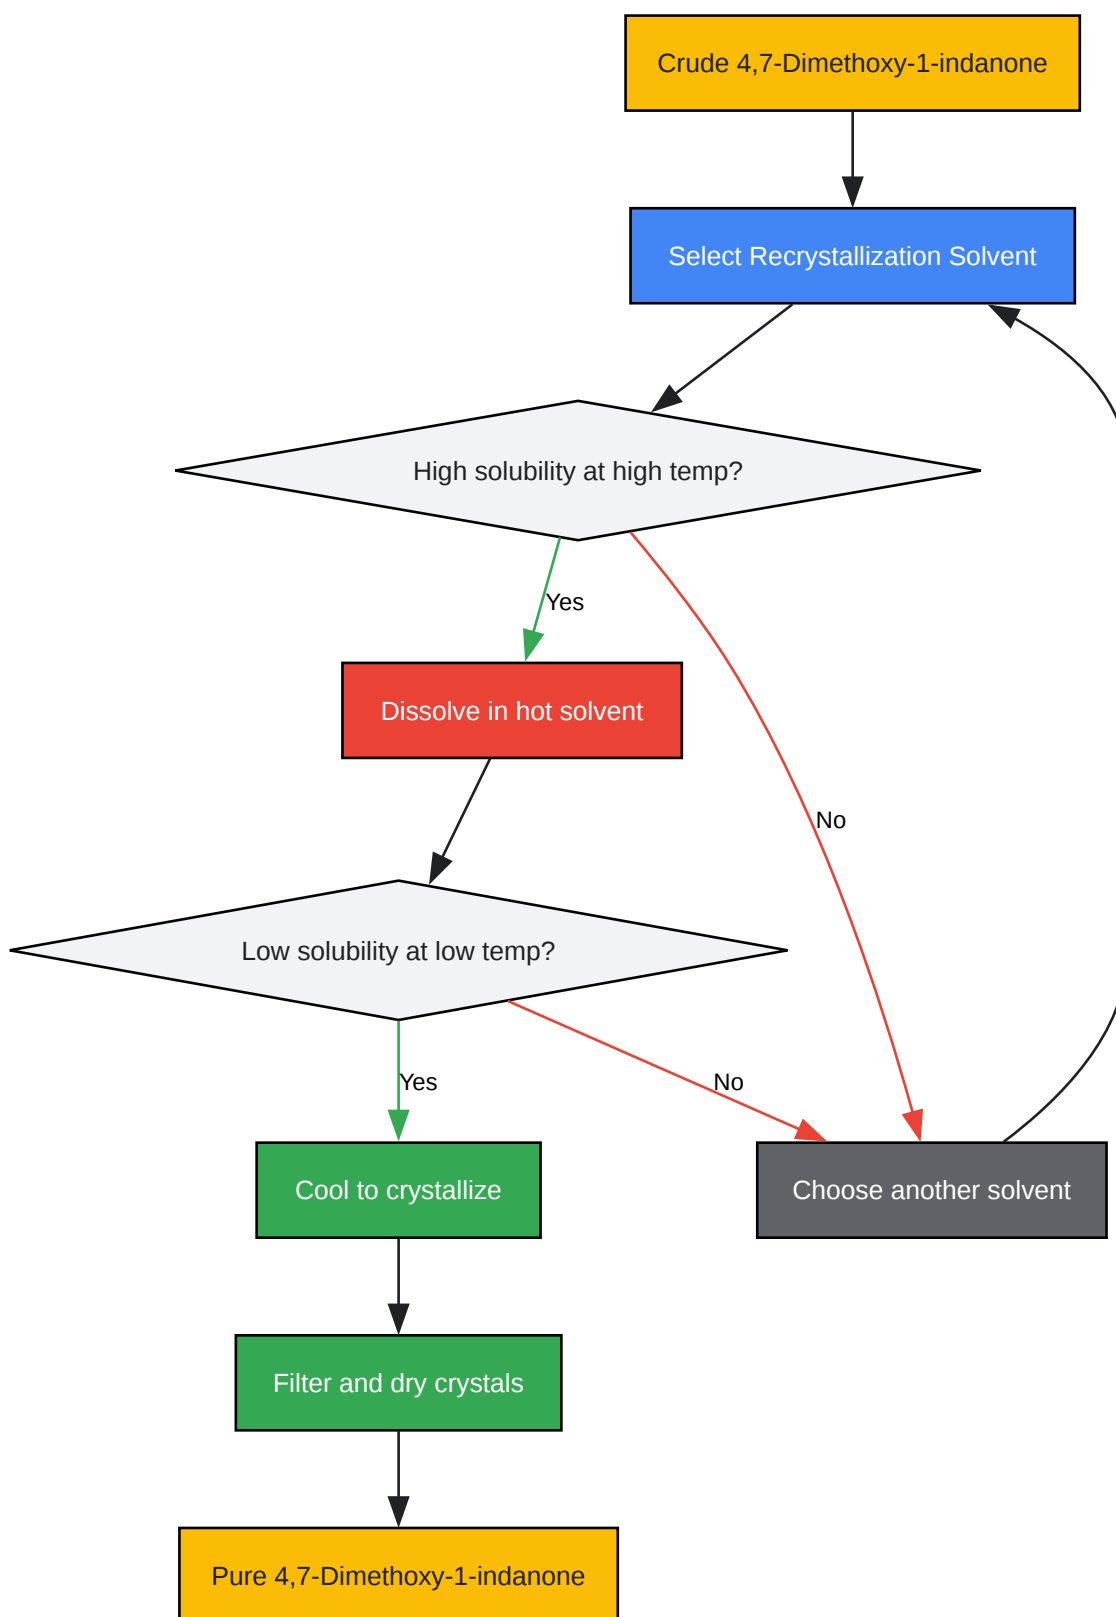 Crude 4,7-Dimethoxy-1-indanone
Select Recrystallization Solvent
High solubility at high temp?
Yes
Dissolve in hot solvent
No
Low solubility at low temp?
Yes
No
Cool to crystallize
Choose another solvent
Filter and dry crystals
Pure 4,7-Dimethoxy-1-indanone